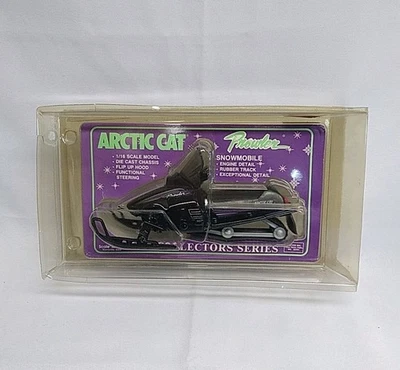 ARCTIC CAT
Prowler
• 1/16 SCALE MODEL
• DIE CAST CHASSIS
• FLIP UP HOOD
• FUNCTIONAL
STEERING
SNOWMOBILE
• ENGINE DETAIL
• RUBBER TRACK
• EXCEPTIONAL DETAIL
Prowler
LECTORS SERIES